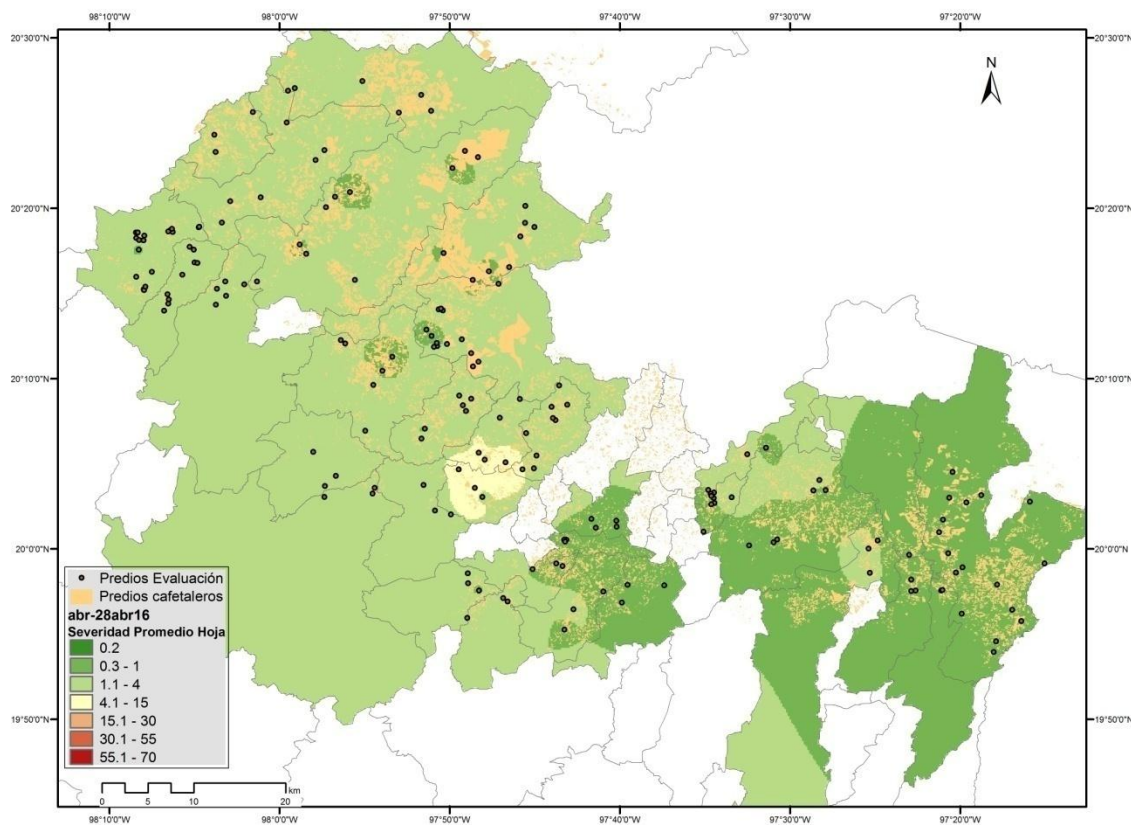 98°10'0"W 98°0'0"W 97°50'0"W 97°40'0"W 97°30'0"W 97°20'0"W
20°30'0"N 20°30'0"N
N
20°20'0"N 20°20'0"N
20°10'0"N 20°10'0"N
20°0'0"N 20°0'0"N
Predios Evaluación
Predios cafetaleros
abr-28abr16
Severidad Promedio Hoja
0.2
0.3 - 1
1.1 - 4
4.1 - 15
15.1 - 30
30.1 - 55
55.1 - 70
19°50'0"N 19°50'0"N
km
0 5 10 20
98°10'0"W 98°0'0"W 97°50'0"W 97°40'0"W 97°30'0"W 97°20'0"W